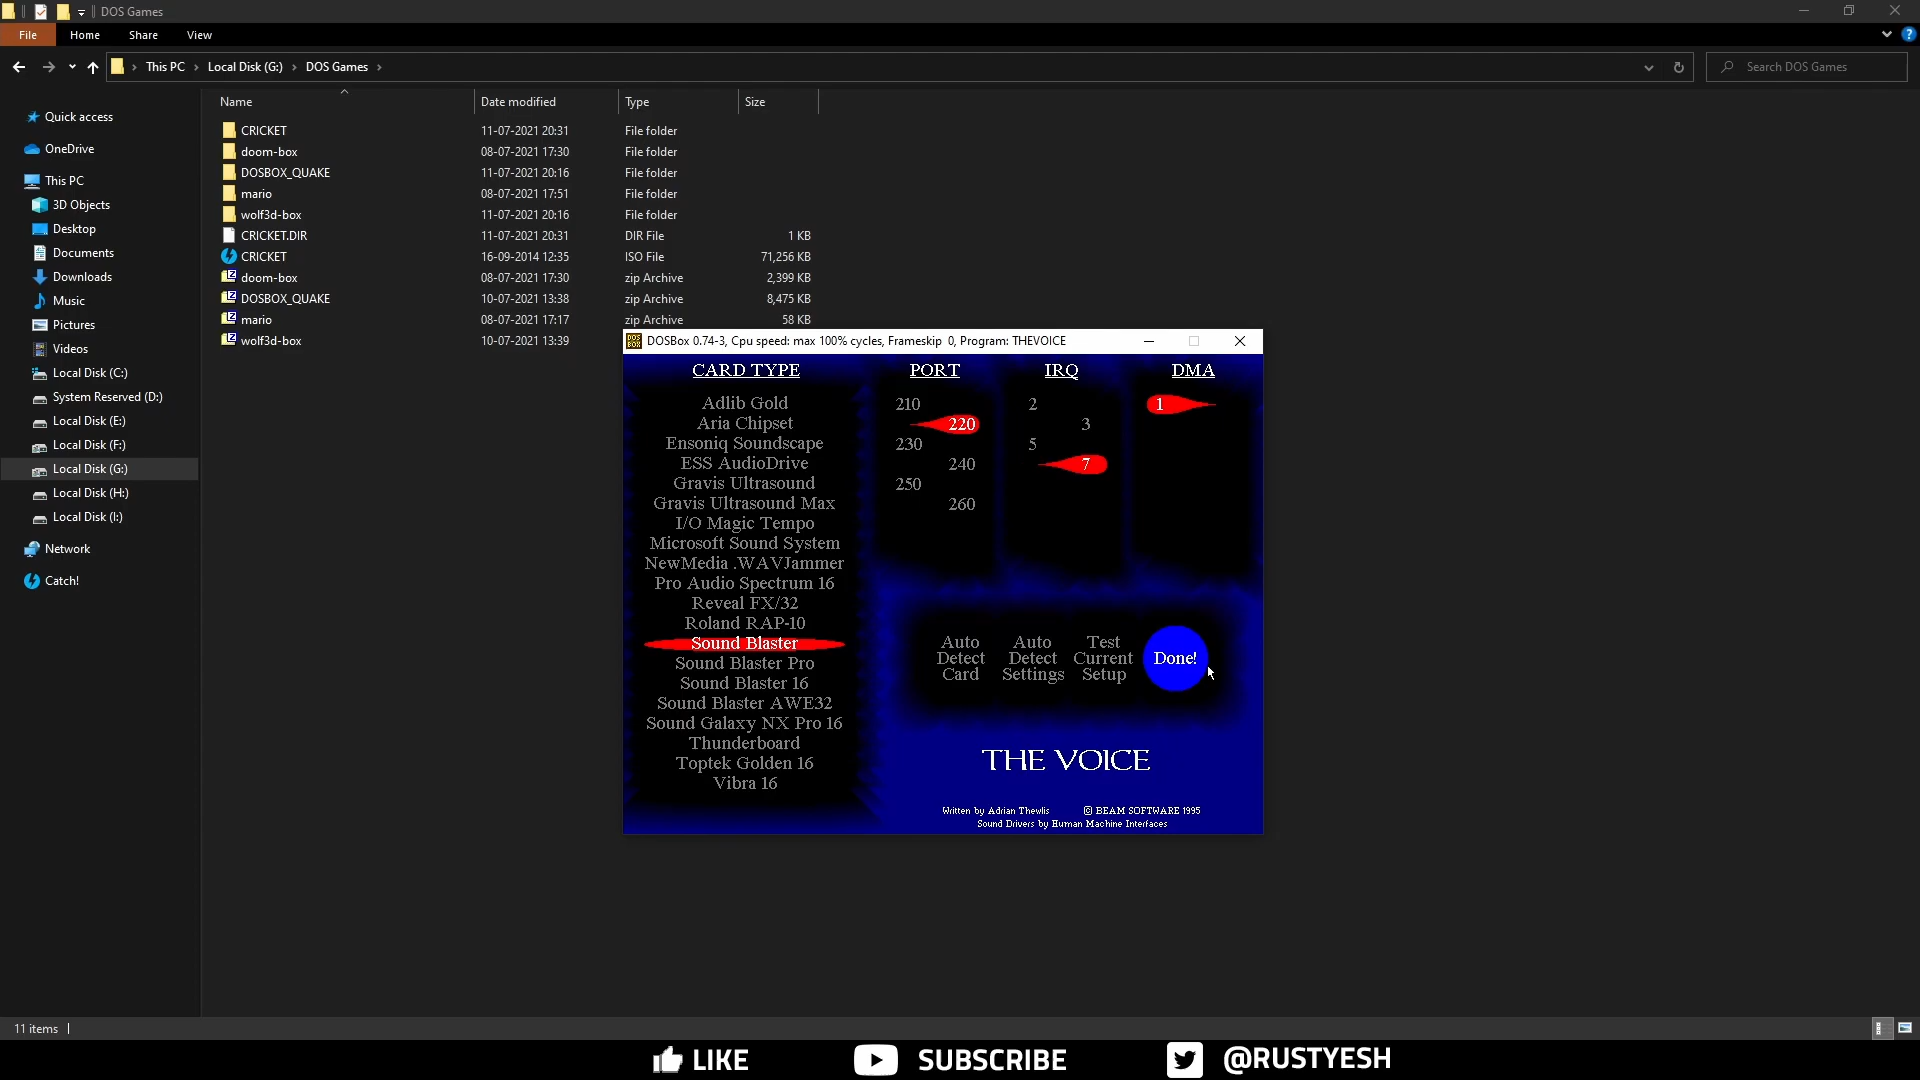 DOS Games
File Home Share View
This PC Local Disk (G:) DOS Games Search DOS Games
Name Date modified Type Size
CRICKET 11-07-2021 20:31 File folder
doom-box 08-07-2021 17:30 File folder
DOSBOX_QUAKE 11-07-2021 20:16 File folder
mario 08-07-2021 17:51 File folder
wolf3d-box 11-07-2021 20:16 File folder
CRICKET.DIR 11-07-2021 20:31 DIR File 1 KB
CRICKET 16-09-2014 12:35 ISO File 71,256 KB
doom-box 08-07-2021 17:30 zip Archive 2,399 KB
DOSBOX_QUAKE 10-07-2021 13:38 zip Archive 8,475 KB
mario 08-07-2021 17:17 zip Archive 58 KB
wolf3d-box 10-07-2021 13:39
Quick access
OneDrive
This PC
3D Objects
Desktop
Documents
Downloads
Music
Pictures
Videos
Local Disk (C:)
System Reserved (D:)
Local Disk (E:)
Local Disk (F:)
Local Disk (G:)
Local Disk (H:)
Local Disk (I:)
Network
Catch!
DOSBox 0.74-3, Cpu speed: max 100% cycles, Frameskip 0, Program: THEVOICE
CARD TYPE
Adlib Gold
Aria Chipset
Ensoniq Soundscape
ESS AudioDrive
Gravis Ultrasound
Gravis Ultrasound Max
I/O Magic Tempo
Microsoft Sound System
NewMedia .WAVJammer
Pro Audio Spectrum 16
Reveal FX/32
Roland RAP-10
Sound Blaster
Sound Blaster Pro
Sound Blaster 16
Sound Blaster AWE32
Sound Galaxy NX Pro 16
Thunderboard
Toptek Golden 16
Vibra 16
PORT
210
220
230
240
250
260
IRQ
2
3
5
7
DMA
1
Auto
Detect
Card
Auto
Detect
Settings
Test
Current
Setup
Done!
THE VOICE
Written by Adrian Thewlis © BEAM SOFTWARE 1995
Sound Drivers by Human Machine Interfaces
11 items
LIKE SUBSCRIBE @RUSTYESH